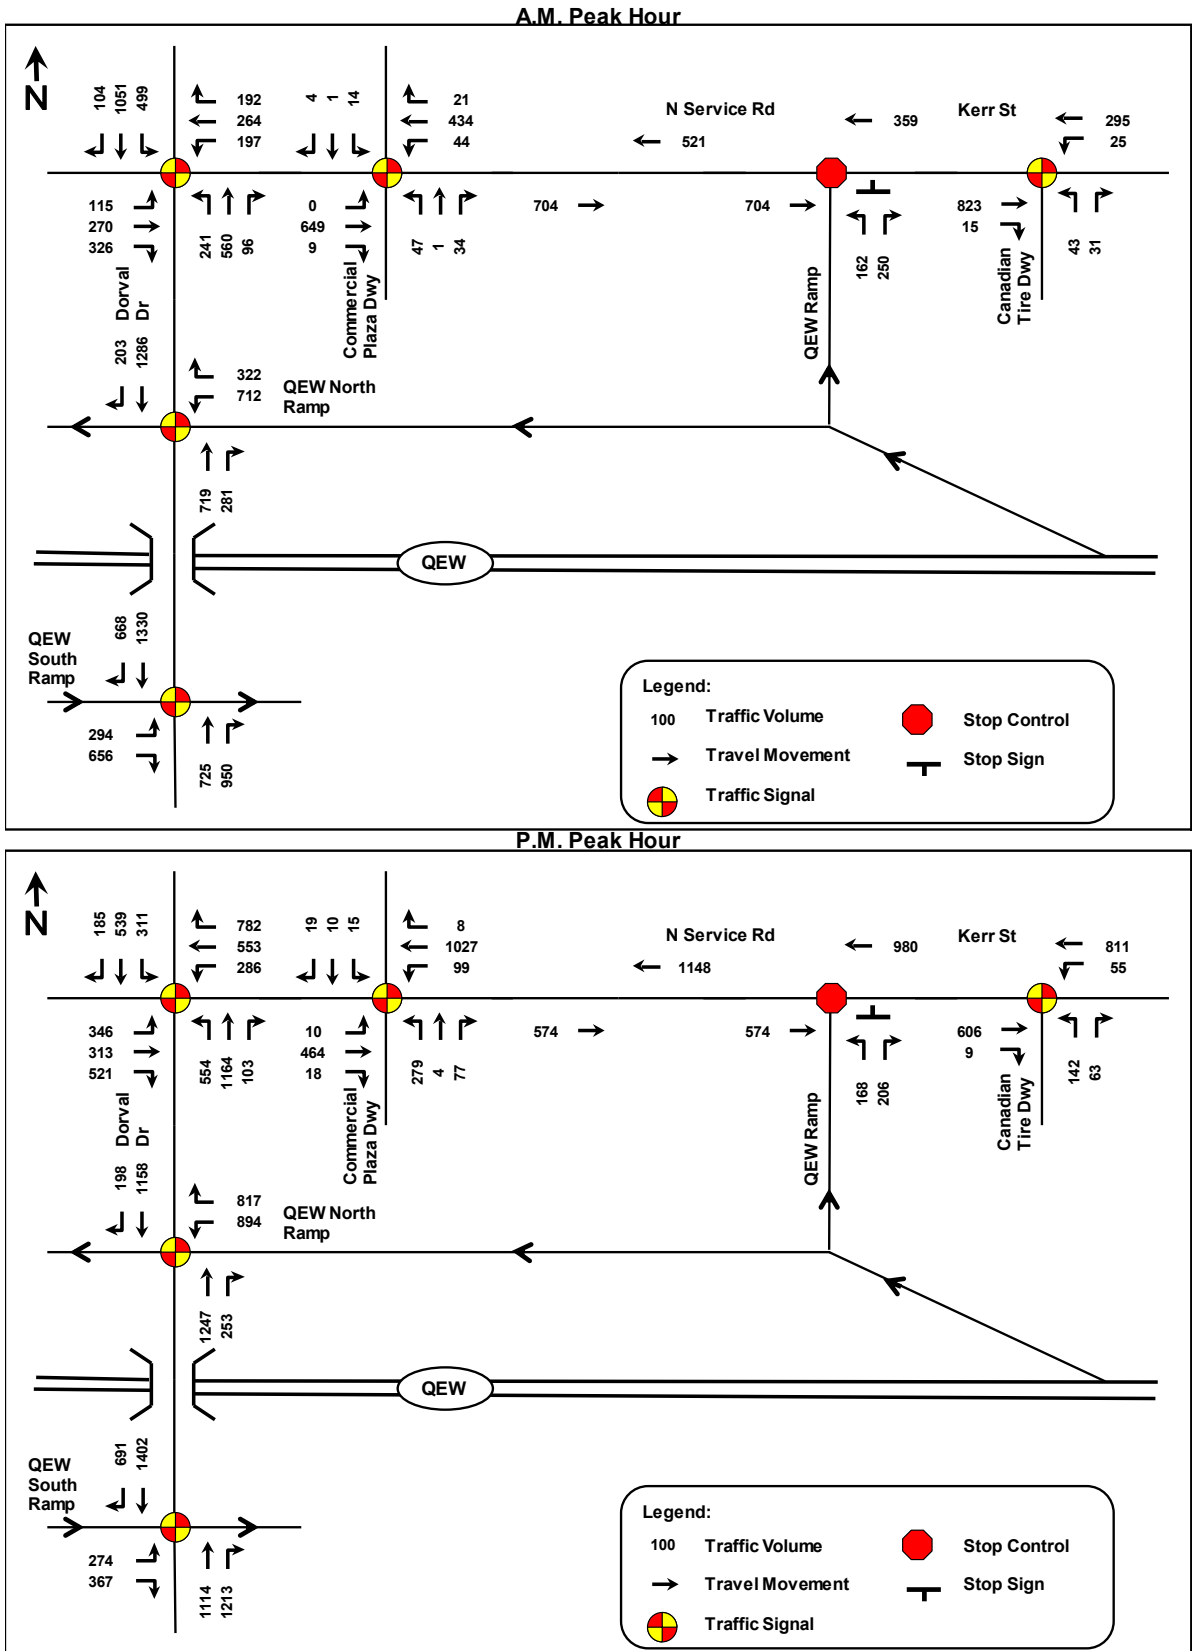 A.M. Peak Hour
N
104 1051 499
192
264
197
4 1 14
21
434
44
N Service Rd
521
359
Kerr St
295
25
115
270
326
241 560 96
0
649
9
47 1 34
704
704
162 250
823
15
43 31
Dorval Dr
Commercial Plaza Dwy
QEW Ramp
Canadian Tire Dwy
203 1286
322
712
QEW North
Ramp
719 281
QEW
668 1330
QEW
South
Ramp
294
656
725 950
Legend:
100 Traffic Volume
Stop Control
Travel Movement
Stop Sign
Traffic Signal
P.M. Peak Hour
N
185 539 311
782
553
286
19 10 15
8
1027
99
N Service Rd
1148
980
Kerr St
811
55
346
313
521
554 1164 103
10
464
18
279 4 77
574
574
168 206
606
9
142 63
Dorval Dr
Commercial Plaza Dwy
QEW Ramp
Canadian Tire Dwy
198 1158
817
894
QEW North
Ramp
1247 253
QEW
691 1402
QEW
South
Ramp
274
367
1114 1213
Legend:
100 Traffic Volume
Stop Control
Travel Movement
Stop Sign
Traffic Signal